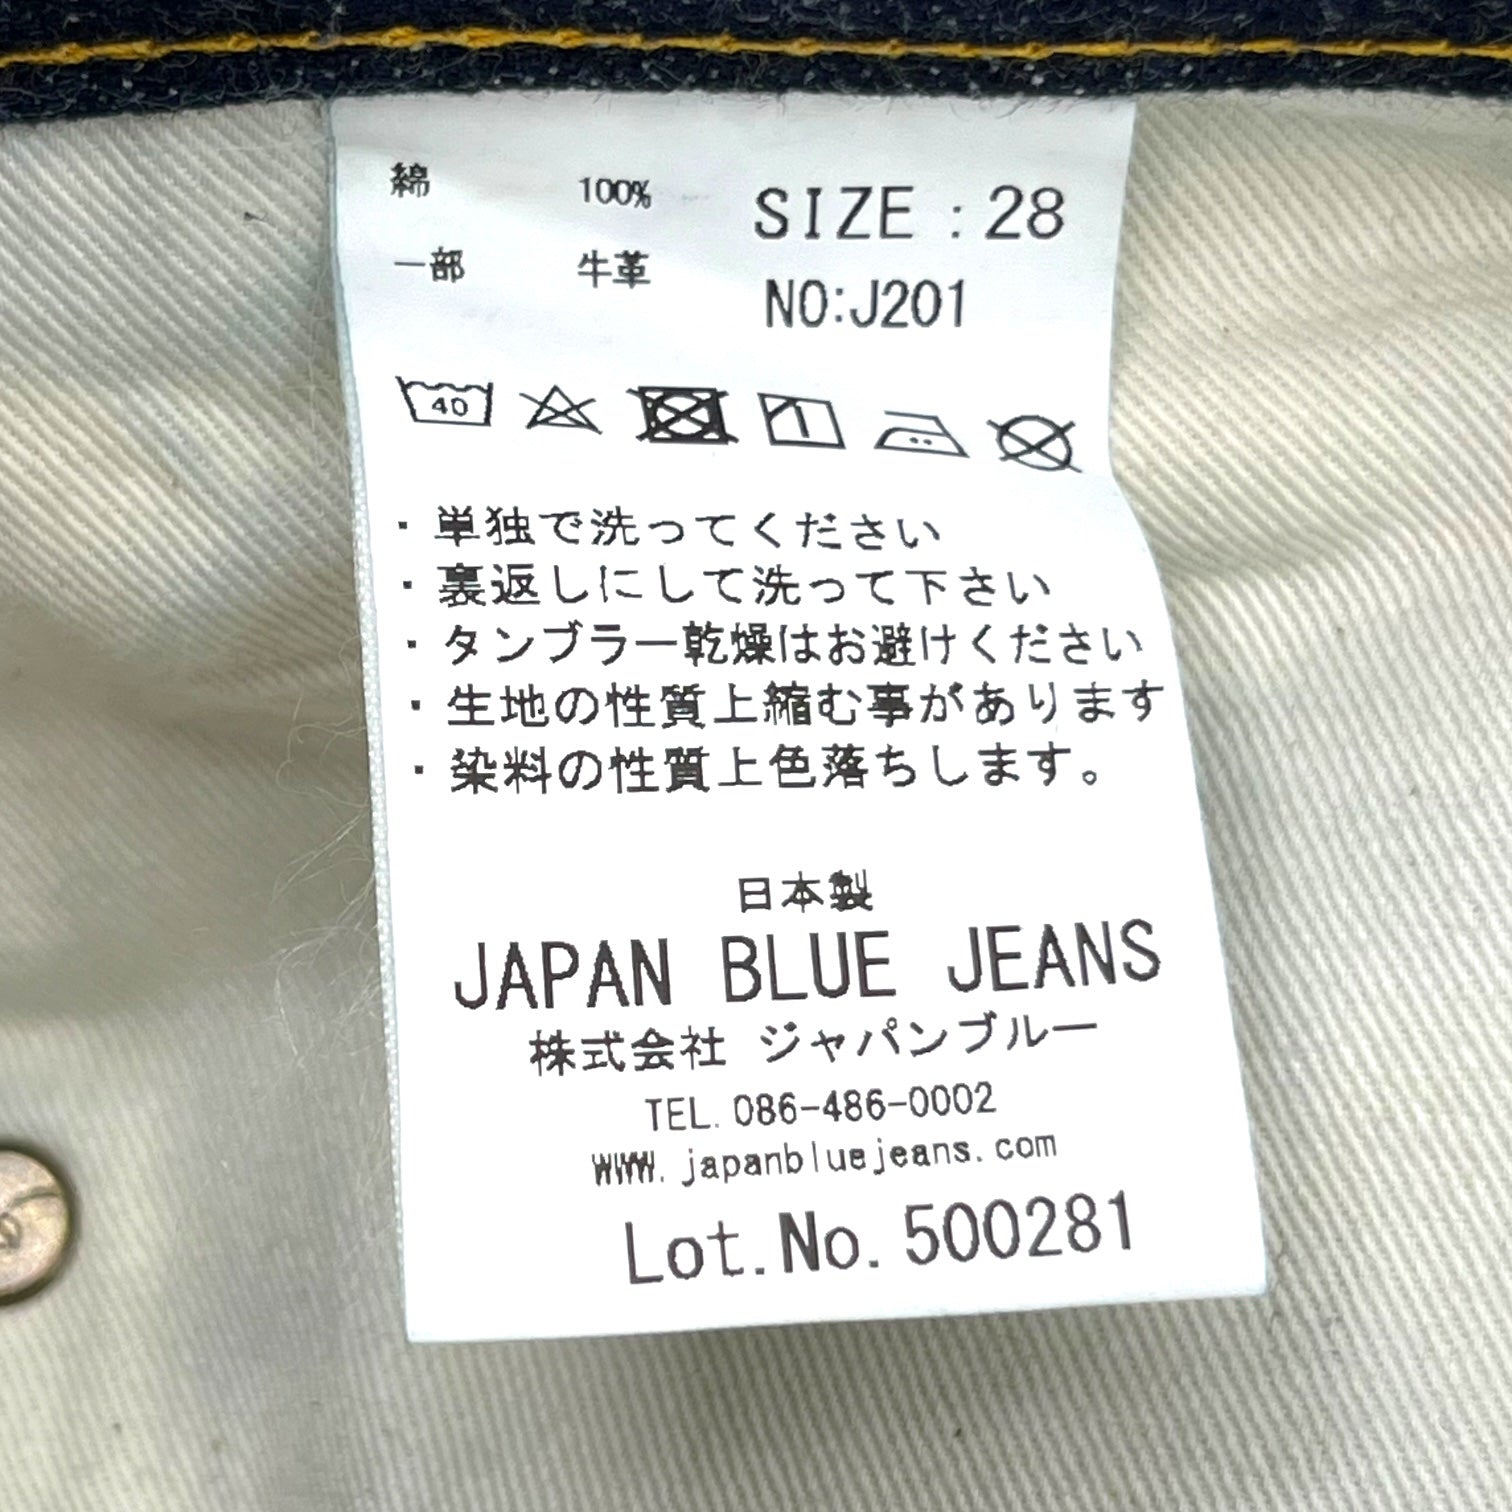 綿 100%
一部 牛革
SIZE : 28
NO:J201
40
・単独で洗ってください
・裏返しにして洗って下さい
・タンブラー乾燥はお避けください
・生地の性質上縮む事があります
・染料の性質上色落ちします。
日本製
JAPAN BLUE JEANS
株式会社 ジャパンブルー
TEL. 086-486-0002
www.japanbluejeans.com
Lot.No. 500281